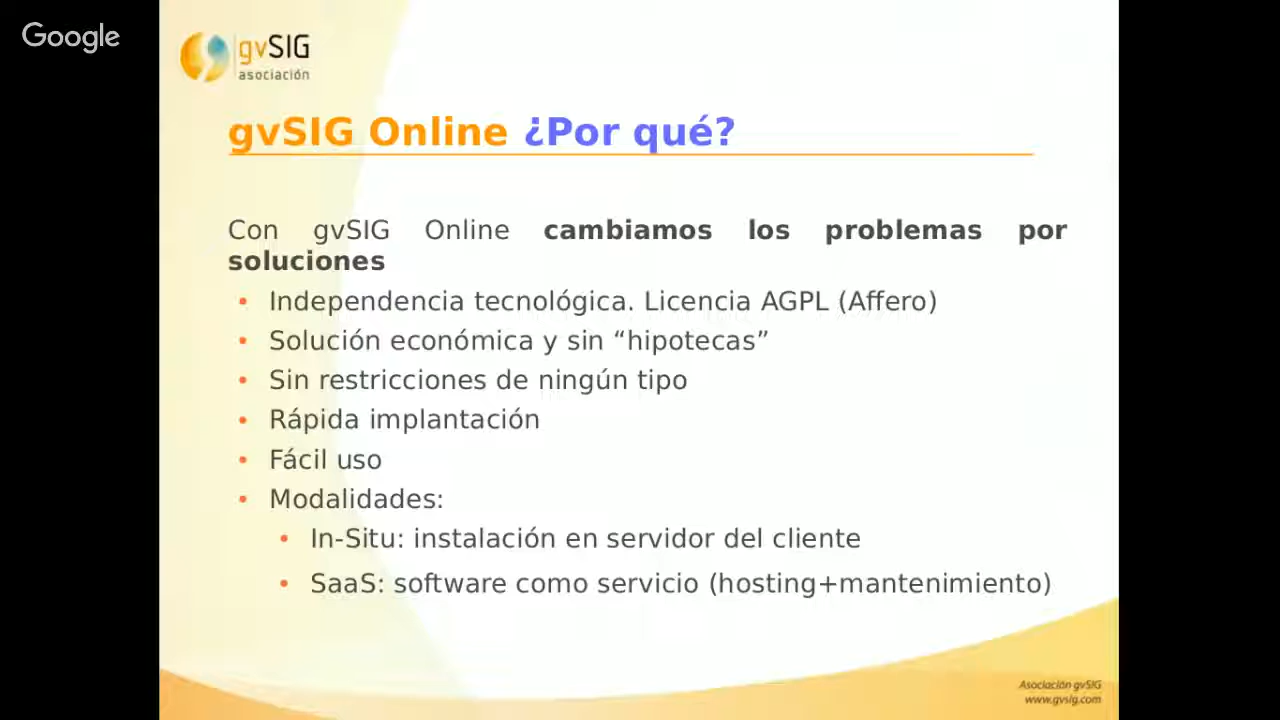 Google
gvSIG
asociación
gvSIG Online ¿Por qué?
Con gvSIG Online cambiamos los problemas por
soluciones
• Independencia tecnológica. Licencia AGPL (Affero)
• Solución económica y sin “hipotecas”
• Sin restricciones de ningún tipo
• Rápida implantación
• Fácil uso
• Modalidades:
• In-Situ: instalación en servidor del cliente
• SaaS: software como servicio (hosting+mantenimiento)
Asociación gvSIG
www.gvsig.com